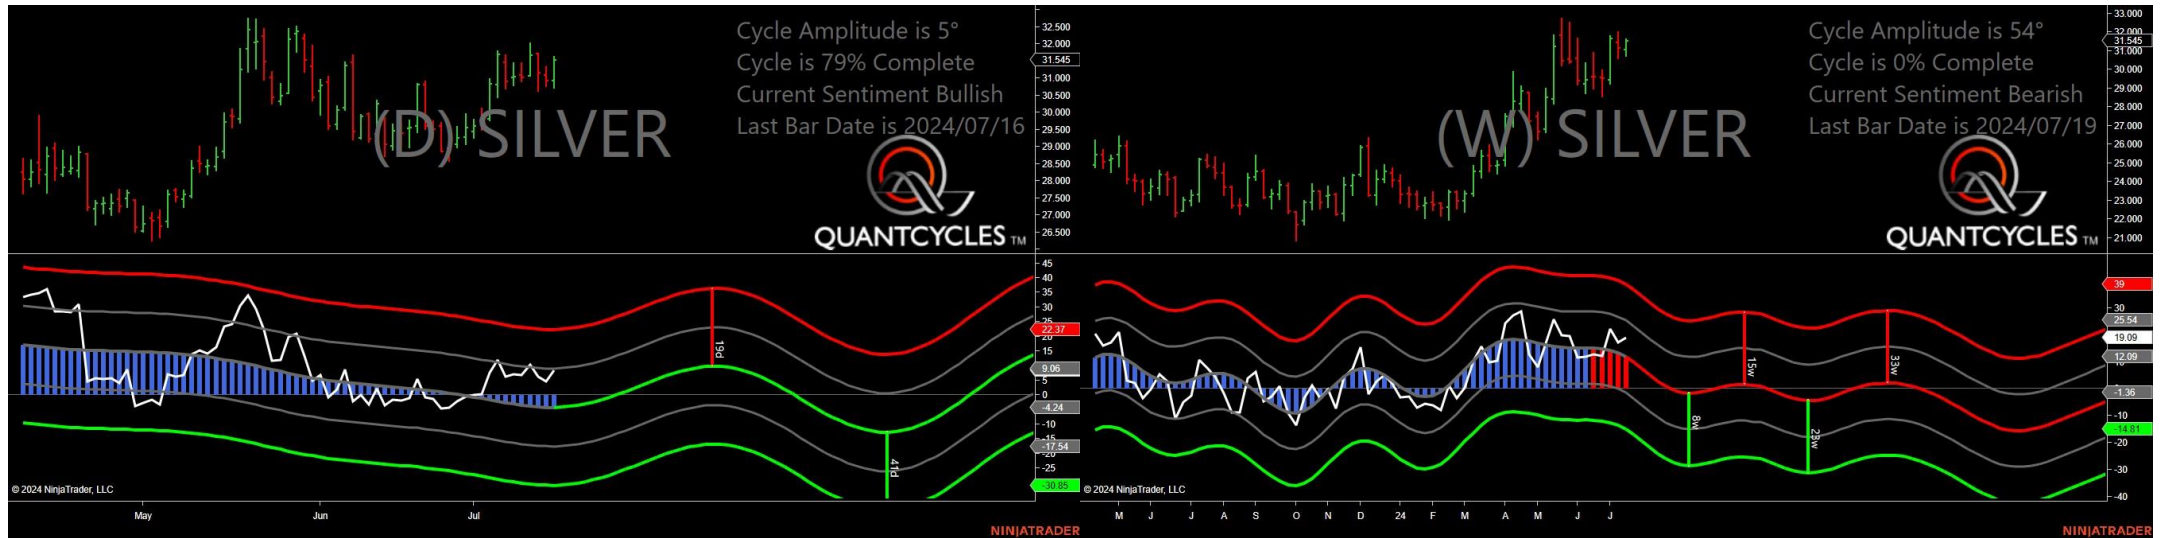 Cycle Amplitude is 5°
Cycle is 79% Complete
Current Sentiment Bullish
Last Bar Date is 2024/07/16
(D) SILVER
QUANTCYCLES TM
32.500
32.000
31.545
31.000
30.500
30.000
29.500
29.000
28.500
28.000
27.500
27.000
26.500
45
40
35
30
25
22.37
15
9.06
5
0
-4.24
-10
-15
-17.54
-25
-30.85
19d
41d
© 2024 NinjaTrader, LLC
May Jun Jul
NINJATRADER
Cycle Amplitude is 54°
Cycle is 0% Complete
Current Sentiment Bearish
Last Bar Date is 2024/07/19
(W) SILVER
QUANTCYCLES TM
33.000
32.000
31.545
31.000
30.000
29.000
28.000
27.000
26.000
25.000
24.000
23.000
22.000
21.000
39
30
25.54
19.09
12.09
-1.36
-10
-14.81
-20
-30
-40
15w
33w
8w
23w
© 2024 NinjaTrader, LLC
M J J A S O N D 24 F M A M J J
NINJATRADER